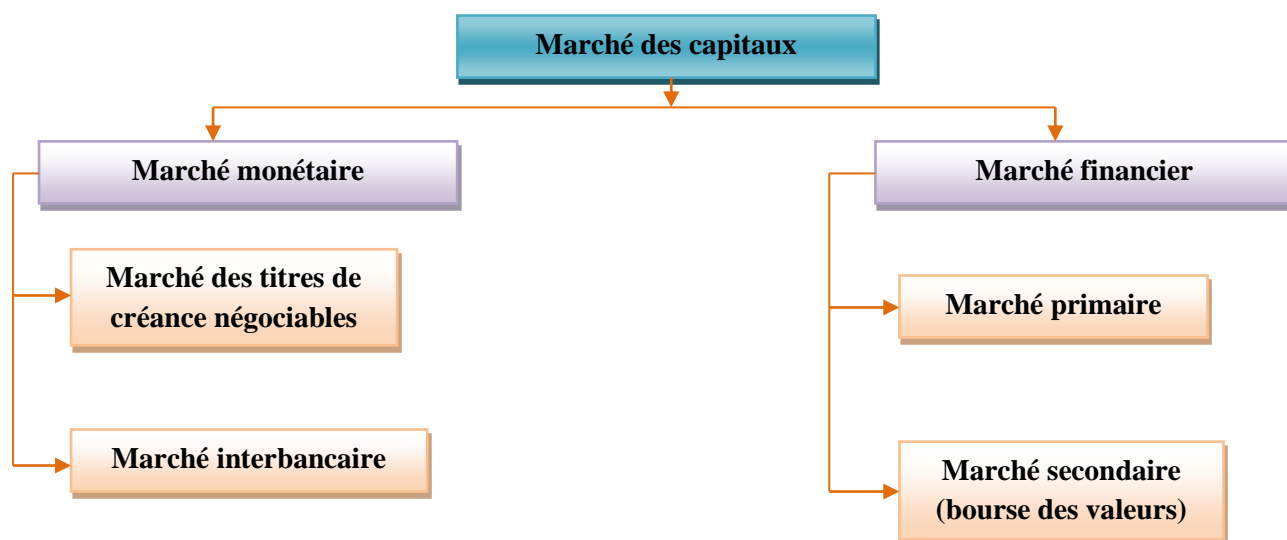 Marché des capitaux
Marché monétaire
Marché financier
Marché des titres de
créance négociables
Marché primaire
Marché interbancaire
Marché secondaire
(bourse des valeurs)